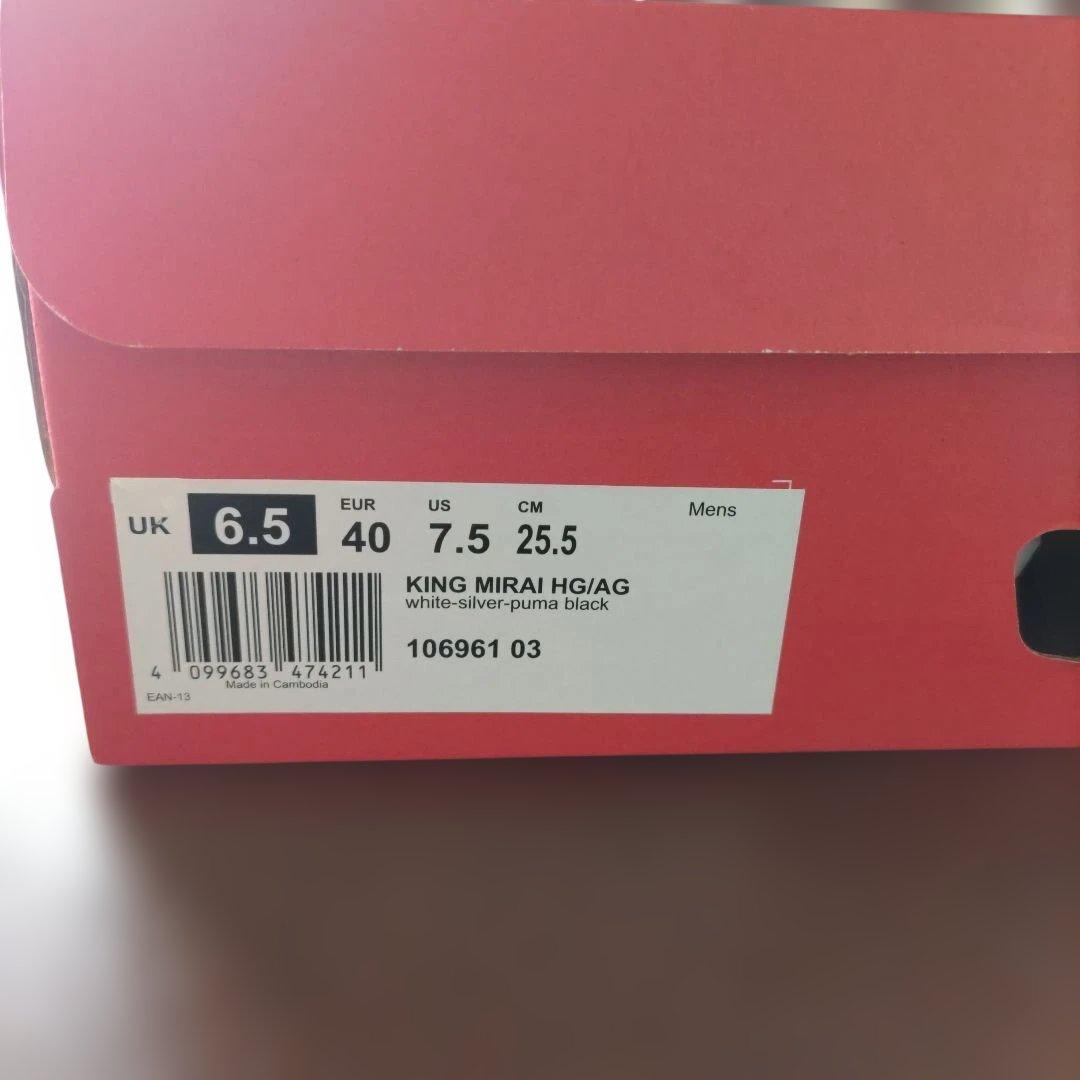 UK 6.5 EUR 40 US 7.5 CM 25.5 Mens
KING MIRAI HG/AG
white-silver-puma black
106961 03
4 099683 474211
Made in Cambodia
EAN-13